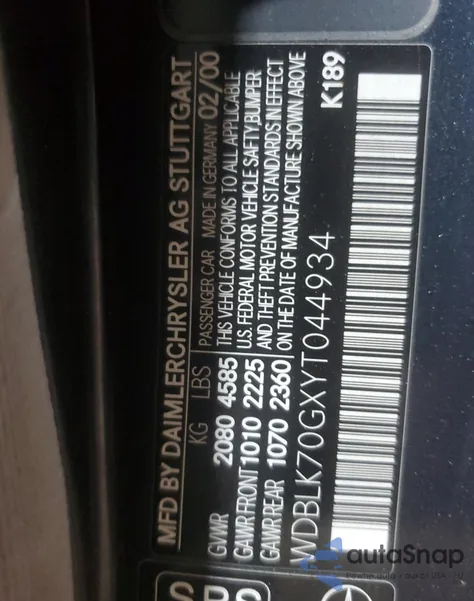 MFD BY DAIMLERCHRYSLER AG STUTTGART
KG LBS PASSENGER CAR MADE IN GERMANY 02/00
GVWR 2080 4585 THIS VEHICLE CONFORMS TO ALL APPLICABLE
GAWR FRONT 1010 2225 U.S. FEDERAL MOTOR VEHICLE SAFETY, BUMPER
GAWR REAR 1070 2360 AND THEFT PREVENTION STANDARDS IN EFFECT
ON THE DATE OF MANUFACTURE SHOWN ABOVE
WDBLK70GXYT044934 K189
autoSnap